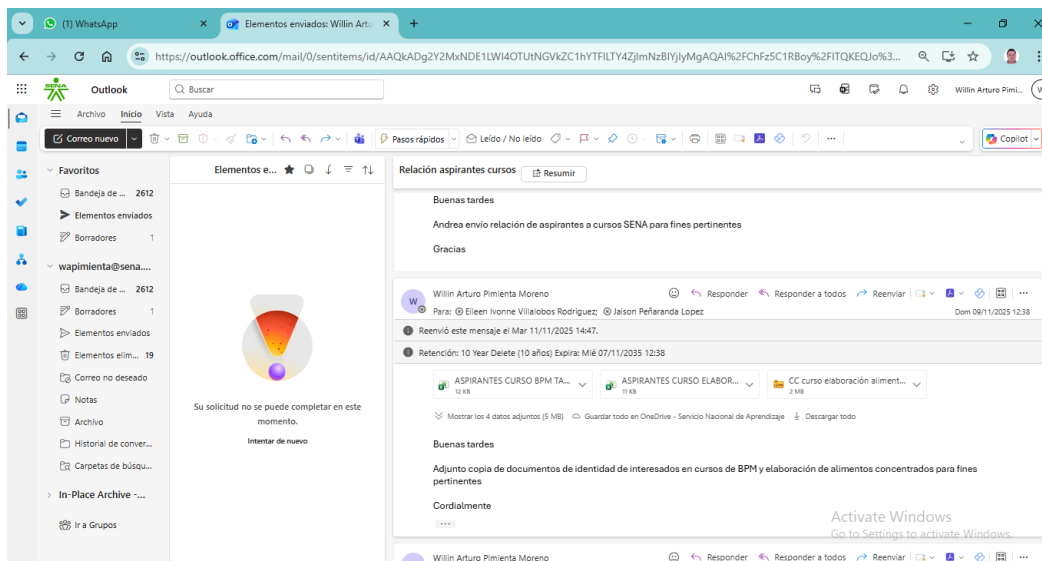 (1) WhatsApp
Elementos enviados: Willin Artu
https://outlook.office.com/mail/0/sentitems/id/AAQkADg2Y2MxNDE1LWI4OTUtNGVkZC1hYTFlLTY4ZjlmNzBlYjlyMgAQAI%2FChFz5C1RBoy%2FITQKEQJo%3...
SENA
Outlook
Buscar
Willin Arturo Pimi...
Archivo Inicio Vista Ayuda
Correo nuevo
Pasos rápidos
Leído / No leído
Copilot
Favoritos
Bandeja de ... 2612
Elementos enviados
Borradores 1
wapimienta@sena....
Bandeja de ... 2612
Borradores 1
Elementos enviados
Elementos elim... 19
Correo no deseado
Notas
Archivo
Historial de conver...
Carpetas de búsqu...
In-Place Archive -...
Ir a Grupos
Elementos e...
Su solicitud no se puede completar en este
momento.
Intentar de nuevo
Relación aspirantes cursos
Resumir
Buenas tardes
Andrea envío relación de aspirantes a cursos SENA para fines pertinentes
Gracias
W
Willin Arturo Pimienta Moreno
Responder Responder a todos Reenviar
Para: Eileen Ivonne Villalobos Rodriguez; Jaison Peñaranda Lopez
Dom 09/11/2025 12:38
Reenvió este mensaje el Mar 11/11/2025 14:47.
Retención: 10 Year Delete (10 años) Expira: Mié 07/11/2035 12:38
ASPIRANTES CURSO BPM TA...
12 KB
ASPIRANTES CURSO ELABOR...
11 KB
CC curso elaboración aliment...
2 MB
Mostrar los 4 datos adjuntos (5 MB) Guardar todo en OneDrive - Servicio Nacional de Aprendizaje Descargar todo
Buenas tardes
Adjunto copia de documentos de identidad de interesados en cursos de BPM y elaboración de alimentos concentrados para fines
pertinentes
Cordialmente
Activate Windows
Go to Settings to activate Windows.
Willin Arturo Pimienta Moreno
Responder Responder a todos Reenviar